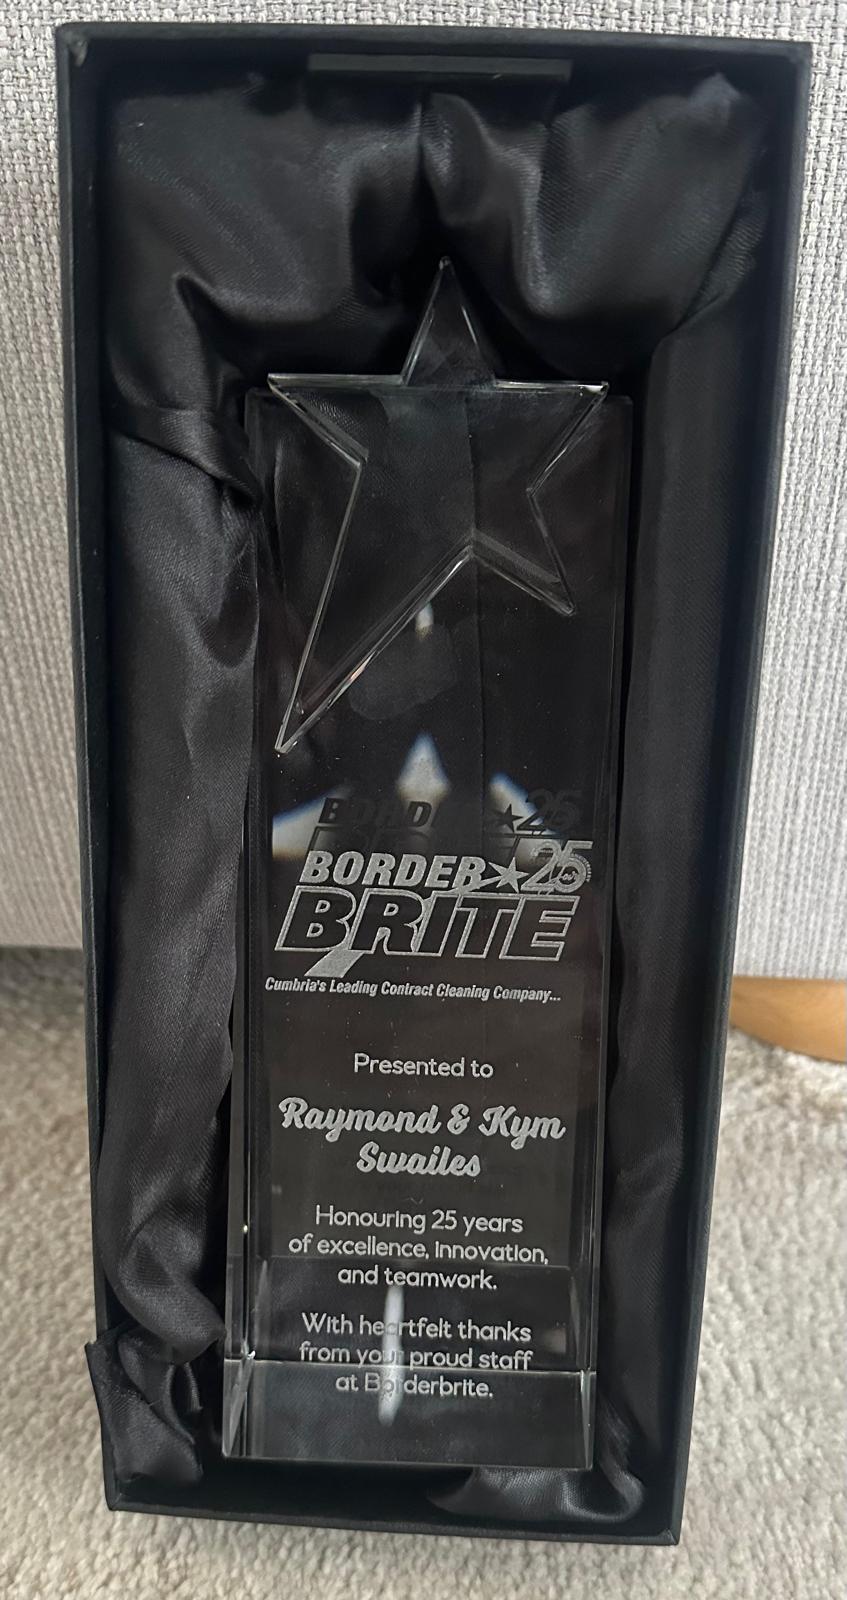 BORDER★25
BRITE
Cumbria's Leading Contract Cleaning Company...
Presented to
Raymond & Kym
Swailes
Honouring 25 years
of excellence, innovation,
and teamwork.
With heartfelt thanks
from your proud staff
at Borderbrite.